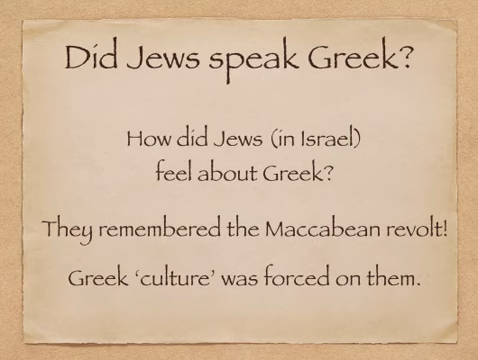 Did Jews speak Greek?
How did Jews (in Israel)
feel about Greek?
They remembered the Maccabean revolt!
Greek ‘culture’ was forced on them.